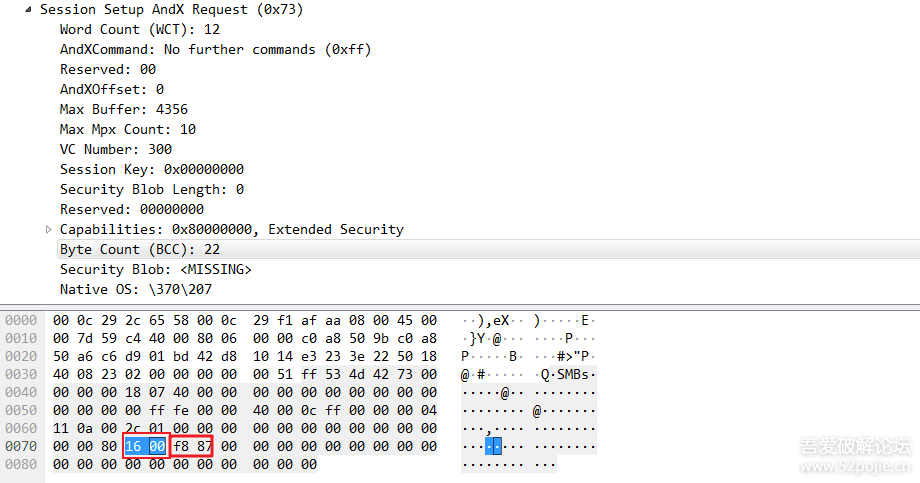 Session Setup AndX Request (0x73)
Word Count (WCT): 12
AndXCommand: No further commands (0xff)
Reserved: 00
AndXOffset: 0
Max Buffer: 4356
Max Mpx Count: 10
VC Number: 300
Session Key: 0x00000000
Security Blob Length: 0
Reserved: 00000000
Capabilities: 0x80000000, Extended Security
Byte Count (BCC): 22
Security Blob: <MISSING>
Native OS: \370\207
0000 00 0c 29 2c 65 58 00 0c 29 f1 af aa 08 00 45 00 ··),eX·· )·····E·
0010 00 7d 59 c4 40 00 80 06 00 00 c0 a8 50 9b c0 a8 ·}Y·@··· ····P···
0020 50 a6 c6 d9 01 bd 42 d8 10 14 e3 23 3e 22 50 18 P·····B· ···#>"P·
0030 40 08 23 02 00 00 00 00 00 51 ff 53 4d 42 73 00 @·#····· ·Q·SMBs·
0040 00 00 00 18 07 40 00 00 00 00 00 00 00 00 00 00 ·····@·· ········
0050 00 00 00 00 ff fe 00 00 40 00 0c ff 00 00 00 04 ········ @·······
0060 11 0a 00 2c 01 00 00 00 00 00 00 00 00 00 00 00 ···,···· ········
0070 00 00 80 16 00 f8 87 00 00 00 00 00 00 00 00 00 ········ ········
0080 00 00 00 00 00 00 00 00 00 00 00 ········ ···
吾爱破解论坛
www.52pojie.cn